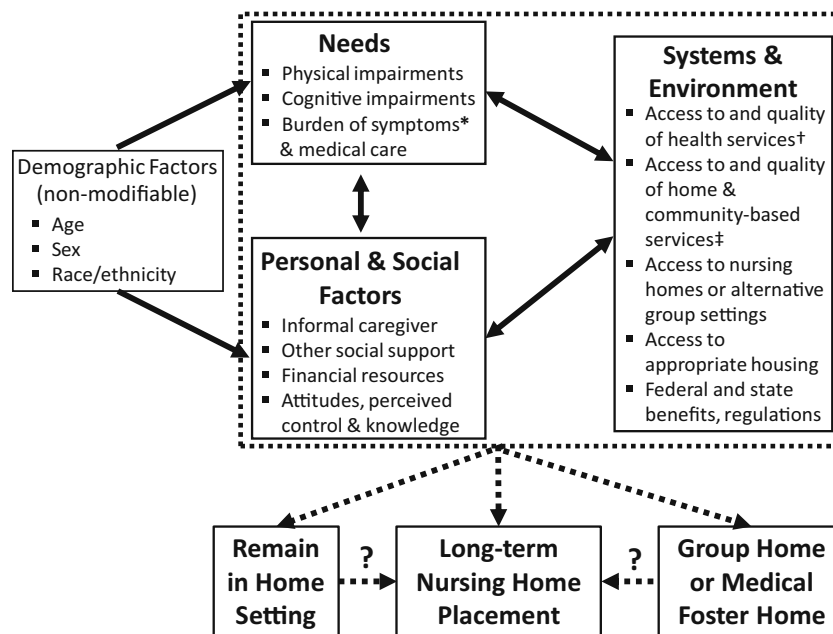 Needs
▪ Physical impairments
▪ Cognitive impairments
▪ Burden of symptoms*
& medical care
Demographic Factors
(non-modifiable)
▪ Age
▪ Sex
▪ Race/ethnicity
Personal & Social
Factors
▪ Informal caregiver
▪ Other social support
▪ Financial resources
▪ Attitudes, perceived
control & knowledge
Systems &
Environment
▪ Access to and quality
of health services†
▪ Access to and quality
of home &
community-based
services‡
▪ Access to nursing
homes or alternative
group settings
▪ Access to
appropriate housing
▪ Federal and state
benefits, regulations
Remain
in Home
Setting
?
Long-term
Nursing Home
Placement
?
Group Home
or Medical
Foster Home